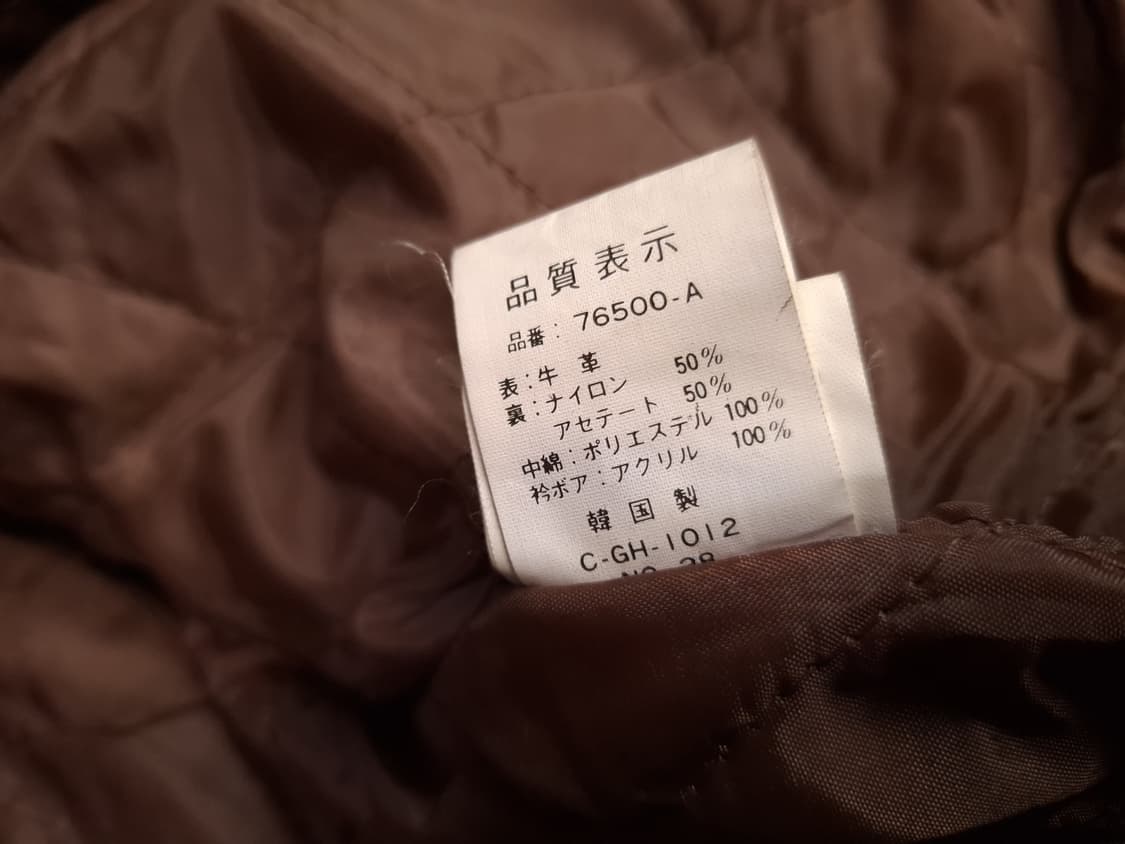 品質表示
品番: 76500-A
表:牛 革
裏:ナイロン 50%
アセテート 50%
中綿:ポリエステル 100%
衿ボア:アクリル 100%
韓国製
C-GH-1012